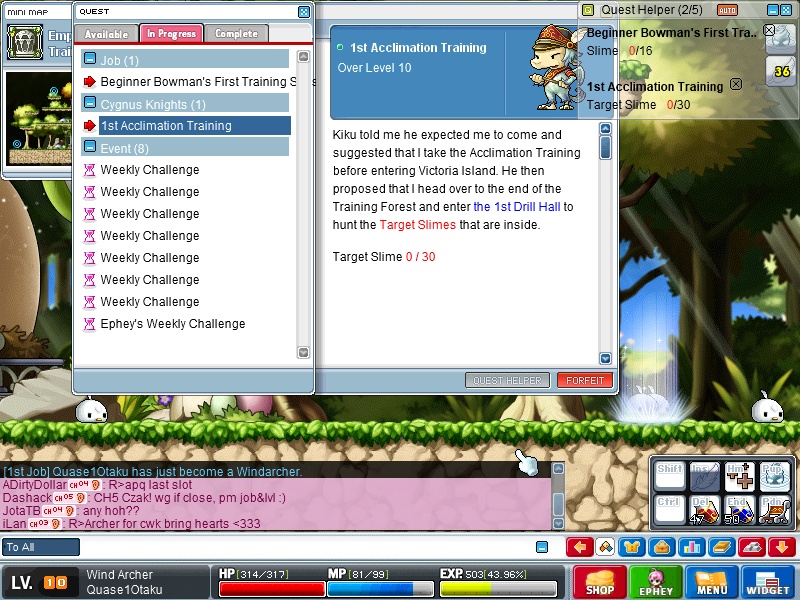 MINI MAP
Emp
Trai
QUEST
Available
In Progress
Complete
Job (1)
Beginner Bowman's First Training S
Cygnus Knights (1)
1st Acclimation Training
Event (8)
Weekly Challenge
Weekly Challenge
Weekly Challenge
Weekly Challenge
Weekly Challenge
Weekly Challenge
Weekly Challenge
Ephey's Weekly Challenge
1st Acclimation Training
Over Level 10
Kiku told me he expected me to come and
suggested that I take the Acclimation Training
before entering Victoria Island. He then
proposed that I head over to the end of the
Training Forest and enter the 1st Drill Hall to
hunt the Target Slimes that are inside.
Target Slime 0 / 30
QUEST HELPER
FORFEIT
Quest Helper (2/5)
AUTO
Beginner Bowman's First Tra..
Slime 0/16
1st Acclimation Training
Target Slime 0/30
36
[1st Job] Quase1Otaku has just become a Windarcher.
ADirtyDollar CH04 : R>apq last slot
Dashack CH05 : CH5 Czak! wg if close, pm job&lvl :)
JotaTB CH04 : any hoh??
iLan CH03 : R>Archer for cwk bring hearts <333
Shift Ins Hm Pup
Ctrl Del End Pdn
47 50
To All
LV. 10
Wind Archer
Quase1Otaku
HP[314/317]
MP[81/99]
EXP.503[43.96%]
SHOP
EPHEY
MENU
WIDGET